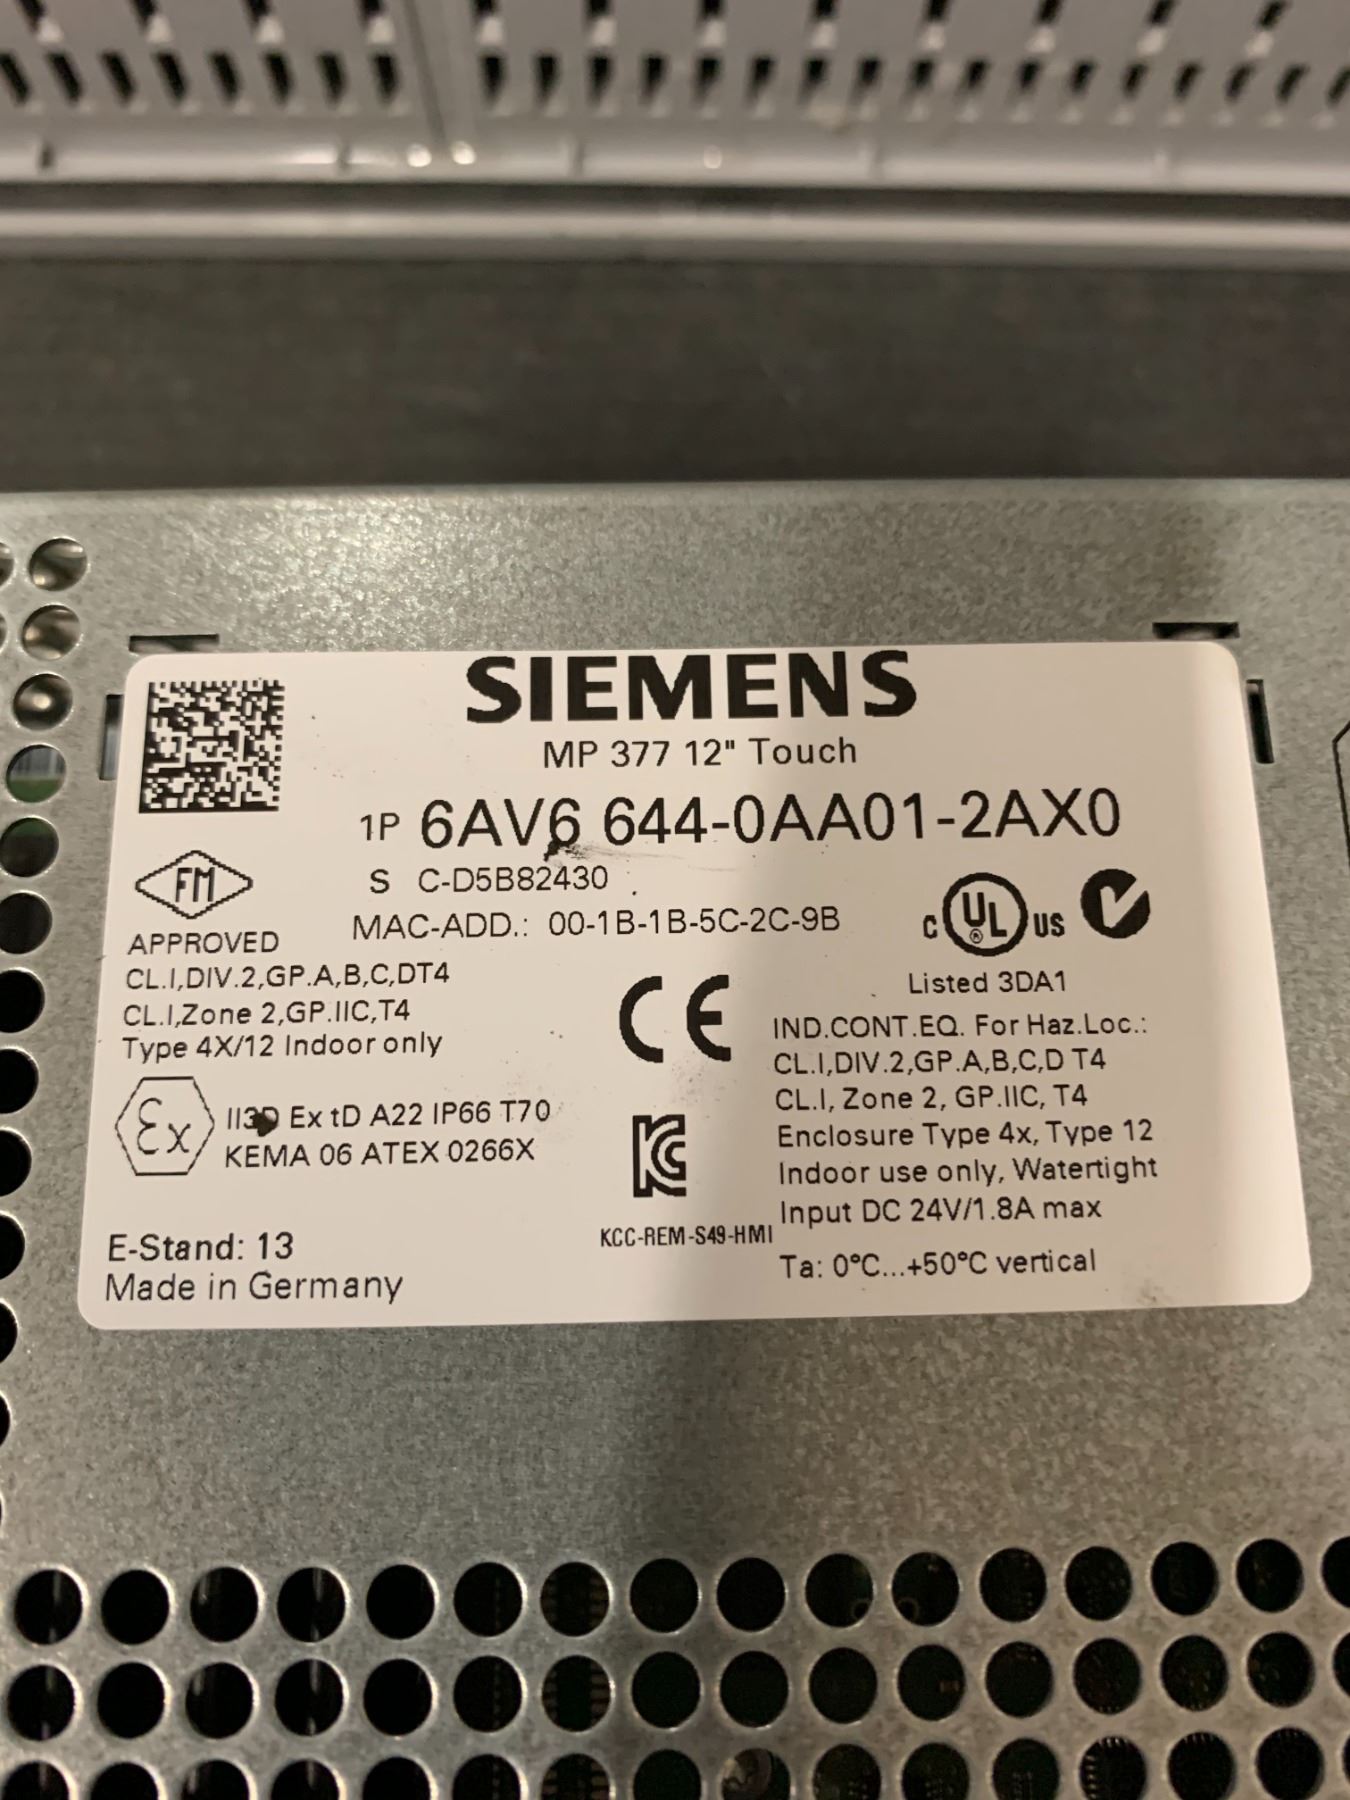 SIEMENS
MP 377 12" Touch
1P 6AV6 644-0AA01-2AX0
S C-D5B82430
MAC-ADD.: 00-1B-1B-5C-2C-9B
FM
APPROVED
CL.I,DIV.2,GP.A,B,C,DT4
CL.I,Zone 2,GP.IIC,T4
Type 4X/12 Indoor only
Ex
II3D Ex tD A22 IP66 T70
KEMA 06 ATEX 0266X
E-Stand: 13
Made in Germany
CE
KC
KCC-REM-S49-HMI
C UL US
®
Listed 3DA1
IND.CONT.EQ. For Haz.Loc.:
CL.I,DIV.2,GP.A,B,C,D T4
CL.I, Zone 2, GP.IIC, T4
Enclosure Type 4x, Type 12
Indoor use only, Watertight
Input DC 24V/1.8A max
Ta: 0°C...+50°C vertical